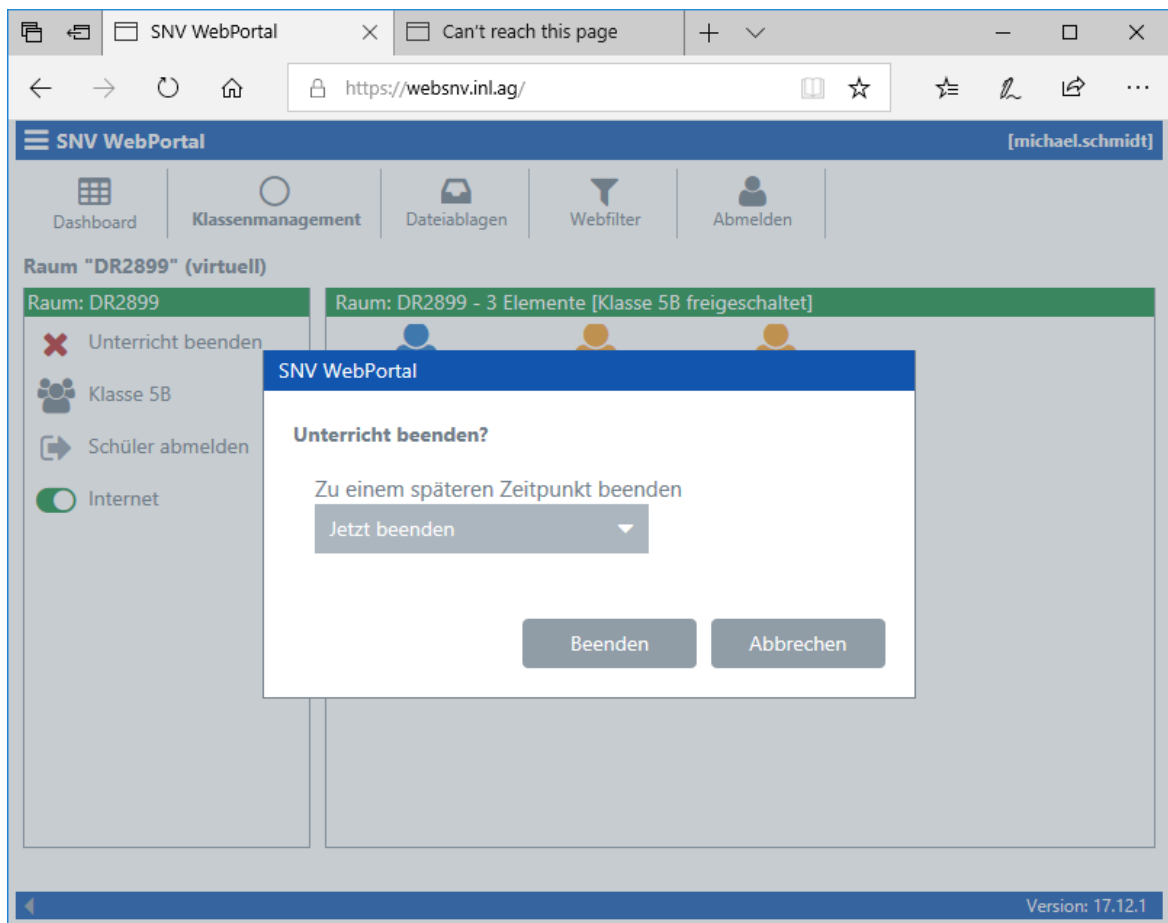 SNV WebPortal
Can't reach this page
https://websnv.inl.ag/
SNV WebPortal
[michael.schmidt]
Dashboard
Klassenmanagement
Dateiablagen
Webfilter
Abmelden
Raum "DR2899" (virtuell)
Raum: DR2899
Raum: DR2899 - 3 Elemente [Klasse 5B freigeschaltet]
Unterricht beenden
Klasse 5B
Schüler abmelden
Internet
SNV WebPortal
Unterricht beenden?
Zu einem späteren Zeitpunkt beenden
Jetzt beenden
Beenden
Abbrechen
Version: 17.12.1